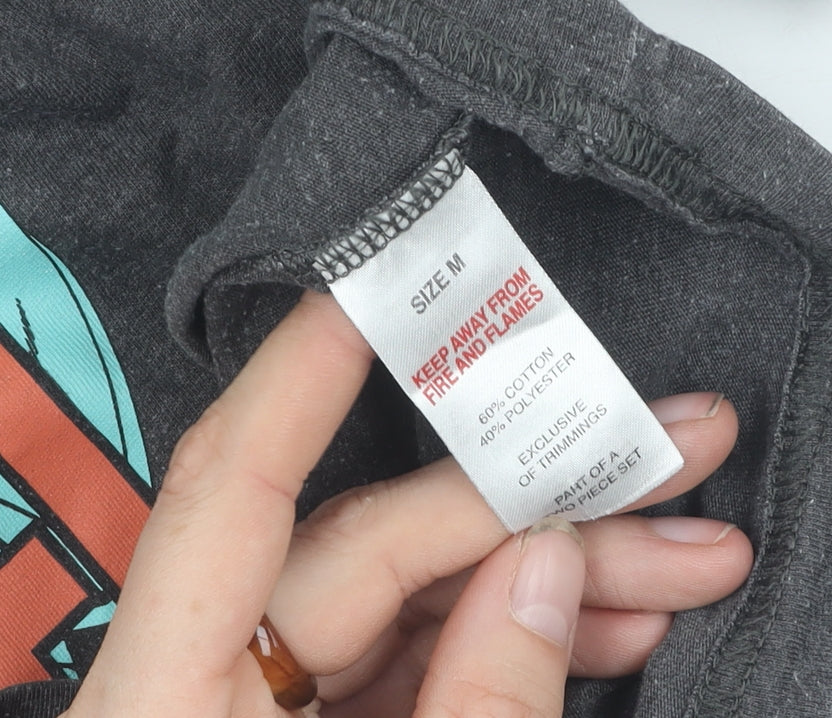 SIZE M
KEEP AWAY FROM
FIRE AND FLAMES
60% COTTON
40% POLYESTER
EXCLUSIVE
OF TRIMMINGS
PART OF A
PIECE SET